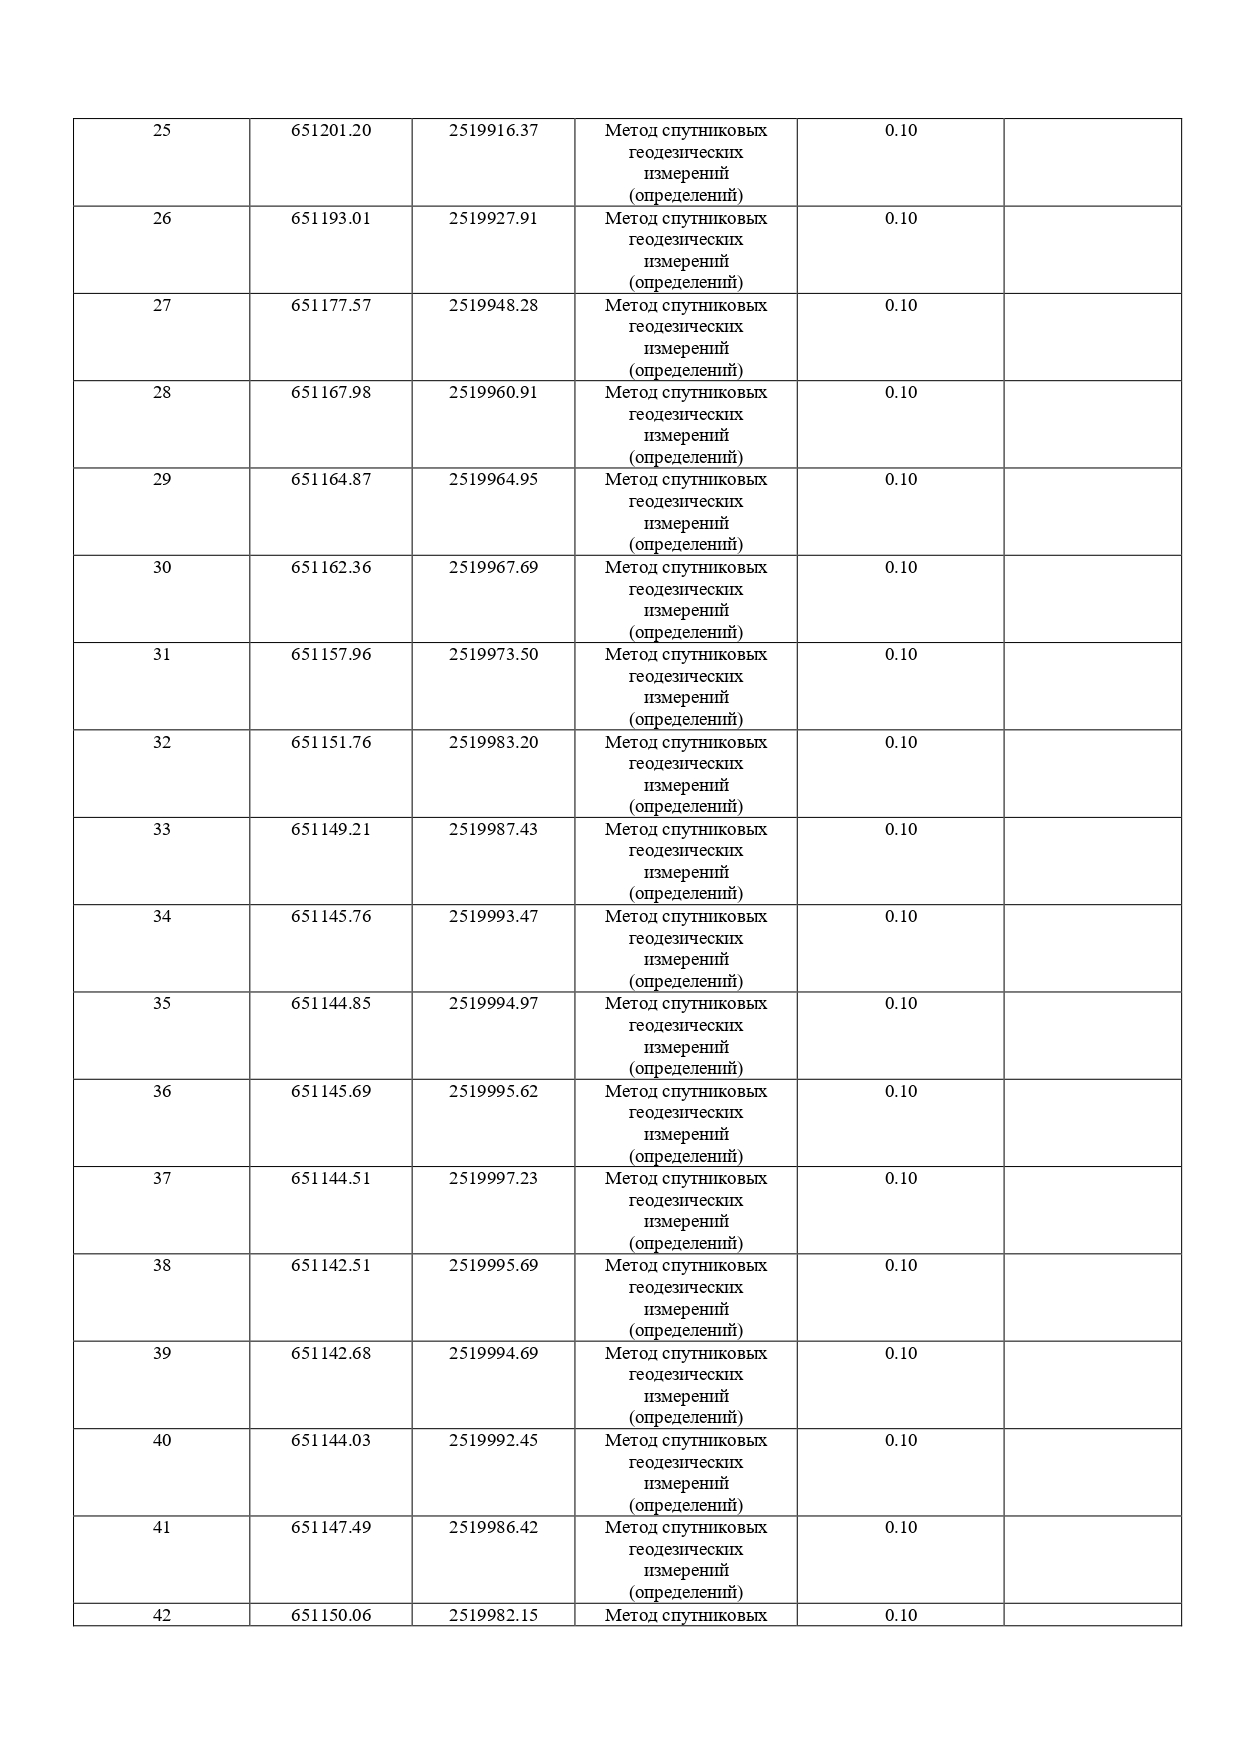 25 651201.20 2519916.37 Метод спутниковых 0.10
геодезических
измерений
(определений)
26 651193.01 2519927.91 Метод спутниковых 0.10
геодезических
измерений
(определений)
27 651177.57 2519948.28 Метод спутниковых 0.10
геодезических
измерений
(определений)
28 651167.98 2519960.91 Метод спутниковых 0.10
геодезических
измерений
(определений)
29 651164.87 2519964.95 Метод спутниковых 0.10
геодезических
измерений
(определений)
30 651162.36 2519967.69 Метод спутниковых 0.10
геодезических
измерений
(определений)
31 651157.96 2519973.50 Метод спутниковых 0.10
геодезических
измерений
(определений)
32 651151.76 2519983.20 Метод спутниковых 0.10
геодезических
измерений
(определений)
33 651149.21 2519987.43 Метод спутниковых 0.10
геодезических
измерений
(определений)
34 651145.76 2519993.47 Метод спутниковых 0.10
геодезических
измерений
(определений)
35 651144.85 2519994.97 Метод спутниковых 0.10
геодезических
измерений
(определений)
36 651145.69 2519995.62 Метод спутниковых 0.10
геодезических
измерений
(определений)
37 651144.51 2519997.23 Метод спутниковых 0.10
геодезических
измерений
(определений)
38 651142.51 2519995.69 Метод спутниковых 0.10
геодезических
измерений
(определений)
39 651142.68 2519994.69 Метод спутниковых 0.10
геодезических
измерений
(определений)
40 651144.03 2519992.45 Метод спутниковых 0.10
геодезических
измерений
(определений)
41 651147.49 2519986.42 Метод спутниковых 0.10
геодезических
измерений
(определений)
42 651150.06 2519982.15 Метод спутниковых 0.10